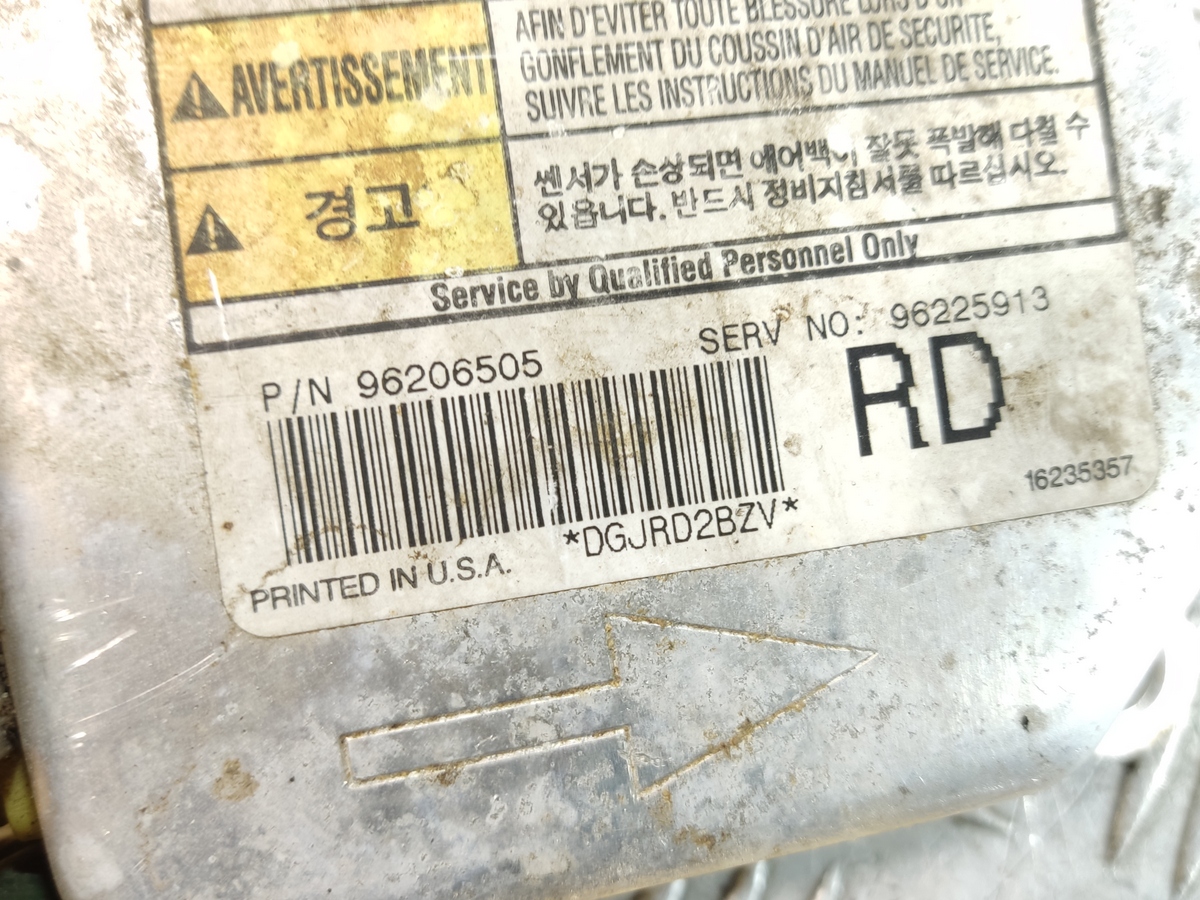 AVERTISSEMENT
AFIN D'EVITER TOUTE BLESSURE LORS D'UN
GONFLEMENT DU COUSSIN D'AIR DE SECURITE,
SUIVRE LES INSTRUCTIONS DU MANUEL DE SERVICE.
경고
센서가 손상되면 에어백이 잘못 폭발해 다칠 수
있읍니다. 반드시 정비지침서를 따르십시오.
Service by Qualified Personnel Only
P/N 96206505
SERV NO: 96225913
RD
16235357
*DGJRD2BZV*
PRINTED IN U.S.A.